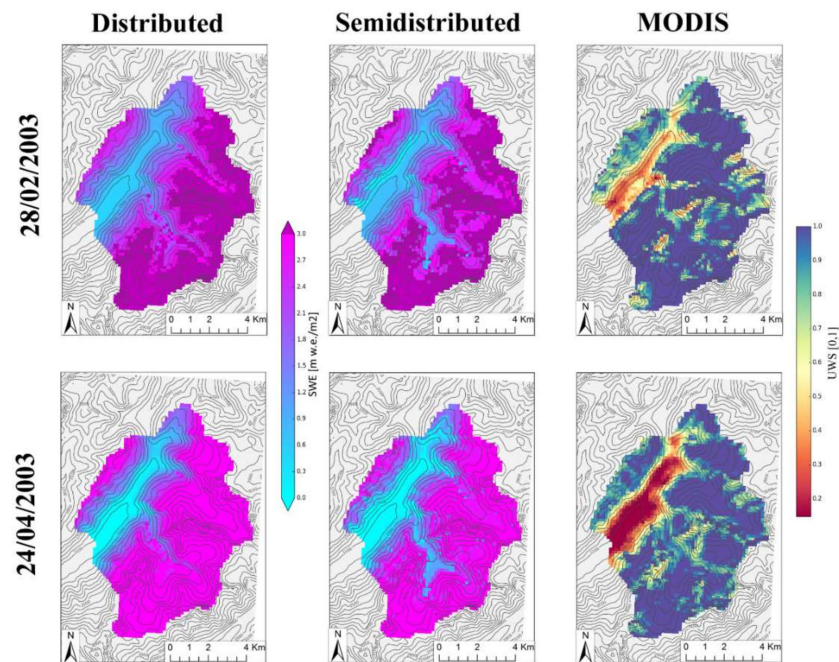 Distributed Semidistributed MODIS
28/02/2003
N 0 1 2 4 Km
N 0 1 2 4 Km
N 0 1 2 4 Km
3.0
2.7
2.4
2.1
1.8
1.5
1.2
0.9
0.6
0.3
0.0
SWE [m w.e./m2]
1.0
0.9
0.8
0.7
0.6
0.5
0.4
0.3
0.2
UWS [0,1]
24/04/2003
N 0 1 2 4 Km
N 0 1 2 4 Km
N 0 1 2 4 Km